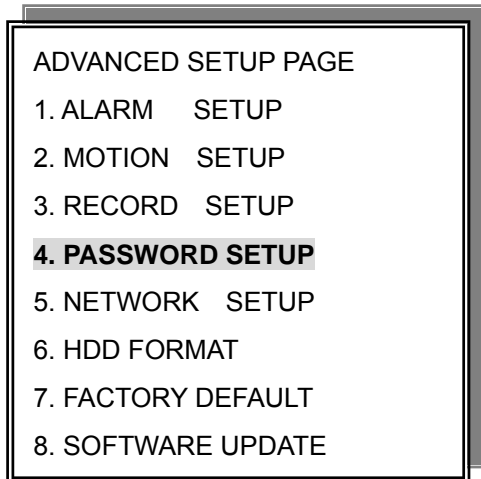 ADVANCED SETUP PAGE
1. ALARM SETUP
2. MOTION SETUP
3. RECORD SETUP
4. PASSWORD SETUP
5. NETWORK SETUP
6. HDD FORMAT
7. FACTORY DEFAULT
8. SOFTWARE UPDATE